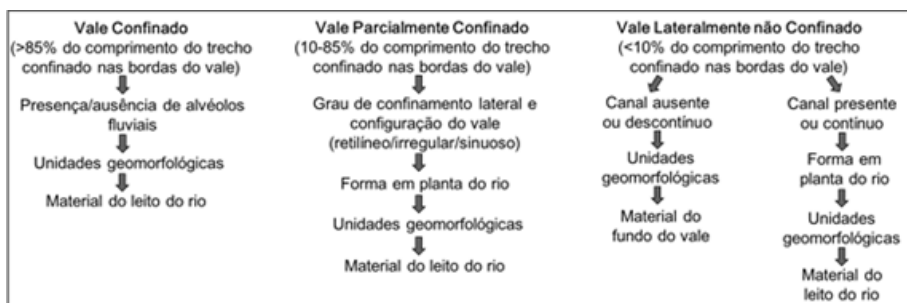 Vale Confinado
(>85% do comprimento do trecho
confinado nas bordas do vale)
Presença/ausência de alvéolos
fluviais
Unidades geomorfológicas
Material do leito do rio
Vale Parcialmente Confinado
(10-85% do comprimento do trecho
confinado nas bordas do vale)
Grau de confinamento lateral e
configuração do vale
(retilíneo/irregular/sinuoso)
Forma em planta do rio
Unidades geomorfológicas
Material do leito do rio
Vale Lateralmente não Confinado
(<10% do comprimento do trecho
confinado nas bordas do vale)
Canal ausente
ou descontínuo
Unidades
geomorfológicas
Material do
fundo do vale
Canal presente
ou contínuo
Forma em
planta do rio
Unidades
geomorfológicas
Material do
leito do rio